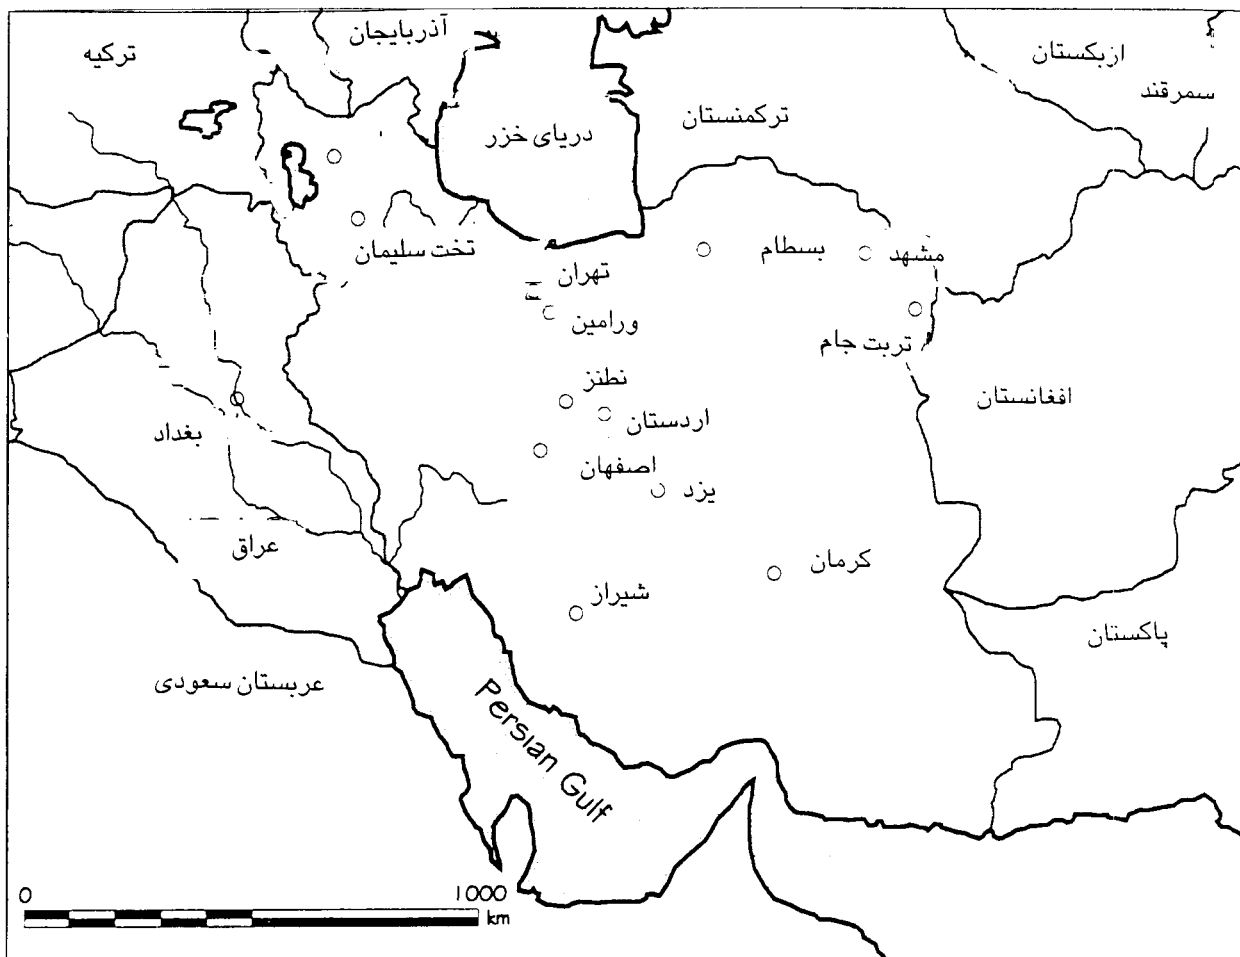 آذربایجان
ترکیه
ازبکستان
سمرقند
ترکمنستان
دریای خزر
تخت سلیمان
بسطام
مشهد
تهران
ورامین
تربت جام
نطنز
اردستان
افغانستان
بغداد
اصفهان
یزد
عراق
کرمان
شیراز
پاکستان
عربستان سعودی
Persian Gulf
0 1000
km